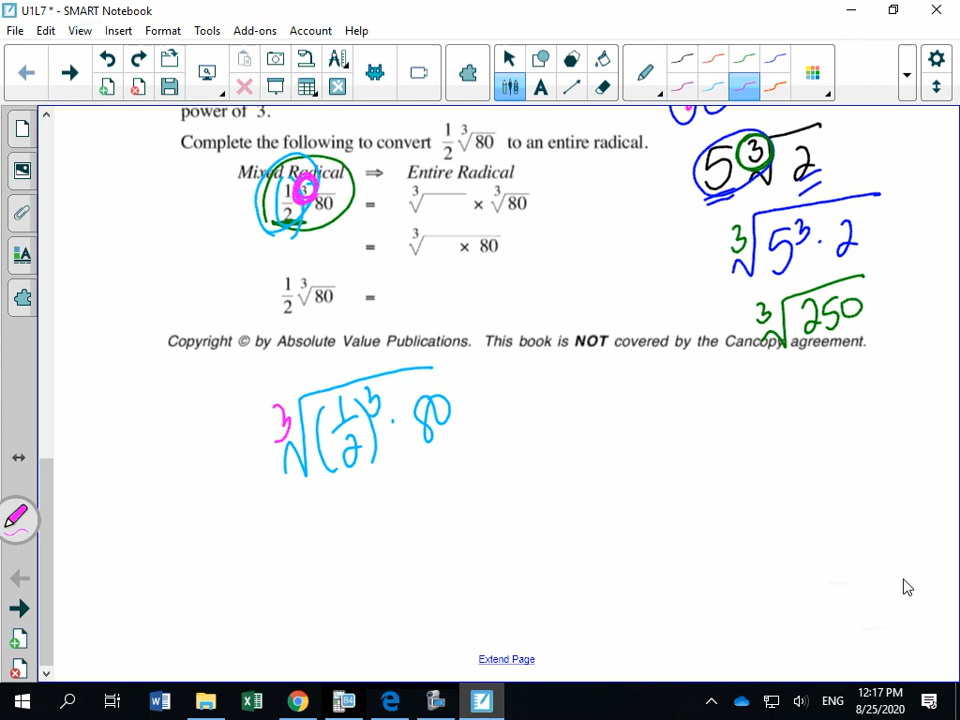 U1L7 * - SMART Notebook
File Edit View Insert Format Tools Add-ons Account Help
power of 3.
Complete the following to convert 1/2 ∛80 to an entire radical.
Mixed Radical ⇒ Entire Radical
1/2 ∛80 = ∛___ × ∛80
= ∛___ × 80
1/2 ∛80 =
5 ∛2
∛(5³ · 2)
∛250
Copyright © by Absolute Value Publications. This book is NOT covered by the Cancopy agreement.
∛((1/2)³ · 80)
Extend Page
ENG
12:17 PM
8/25/2020